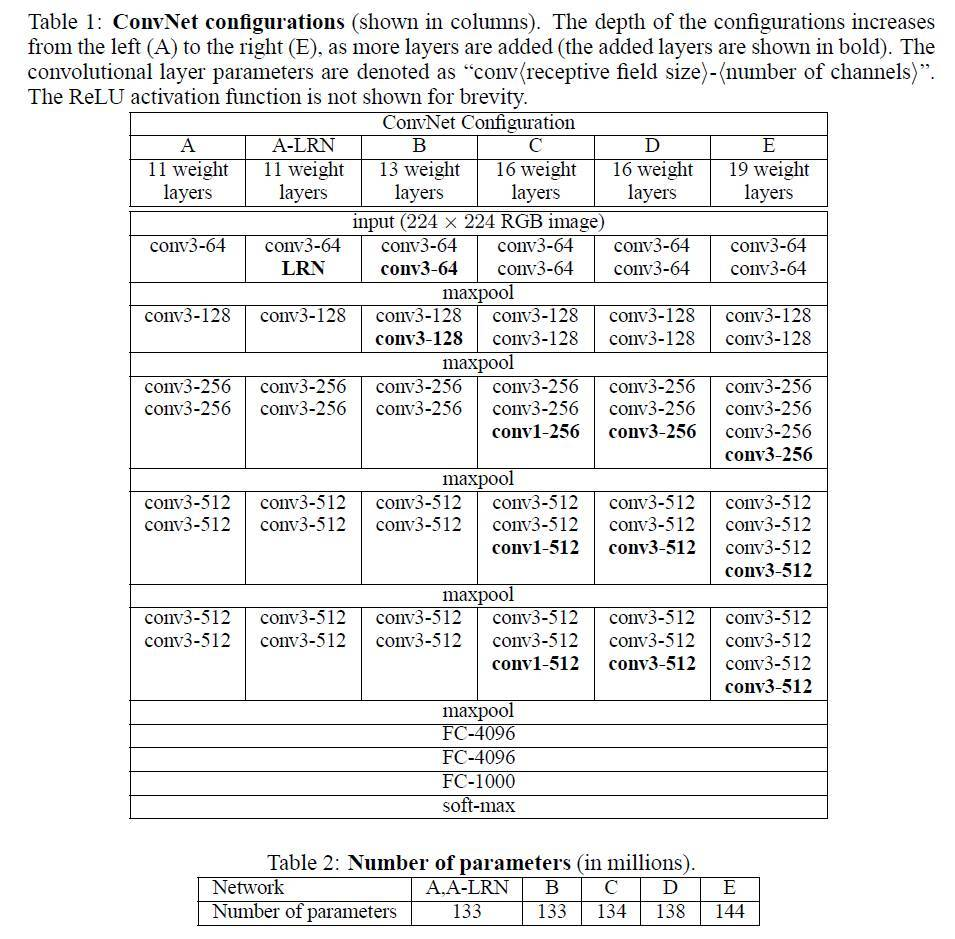 Table 1: ConvNet configurations (shown in columns). The depth of the configurations increases
from the left (A) to the right (E), as more layers are added (the added layers are shown in bold). The
convolutional layer parameters are denoted as “conv⟨receptive field size⟩-⟨number of channels⟩”.
The ReLU activation function is not shown for brevity.
ConvNet Configuration
A A-LRN B C D E
11 weight 11 weight 13 weight 16 weight 16 weight 19 weight
layers layers layers layers layers layers
input (224 × 224 RGB image)
conv3-64 conv3-64 conv3-64 conv3-64 conv3-64 conv3-64
LRN conv3-64 conv3-64 conv3-64 conv3-64
maxpool
conv3-128 conv3-128 conv3-128 conv3-128 conv3-128 conv3-128
conv3-128 conv3-128 conv3-128 conv3-128
maxpool
conv3-256 conv3-256 conv3-256 conv3-256 conv3-256 conv3-256
conv3-256 conv3-256 conv3-256 conv3-256 conv3-256 conv3-256
conv1-256 conv3-256 conv3-256
conv3-256
maxpool
conv3-512 conv3-512 conv3-512 conv3-512 conv3-512 conv3-512
conv3-512 conv3-512 conv3-512 conv3-512 conv3-512 conv3-512
conv1-512 conv3-512 conv3-512
conv3-512
maxpool
conv3-512 conv3-512 conv3-512 conv3-512 conv3-512 conv3-512
conv3-512 conv3-512 conv3-512 conv3-512 conv3-512 conv3-512
conv1-512 conv3-512 conv3-512
conv3-512
maxpool
FC-4096
FC-4096
FC-1000
soft-max
Table 2: Number of parameters (in millions).
Network A,A-LRN B C D E
Number of parameters 133 133 134 138 144